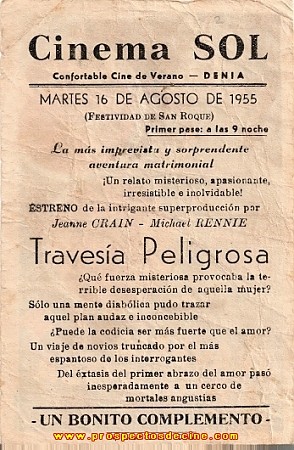 Cinema SOL
Confortable Cine de Verano — DENIA
MARTES 16 DE AGOSTO DE 1955
(FESTIVIDAD DE SAN ROQUE)
Primer pase: a las 9 noche
La más imprevista y sorprendente
aventura matrimonial
¡Un relato misterioso, apasionante,
irresistible e inolvidable!
ÉSTRENO de la intrigante superproducción por
Jeanne CRAIN - Michael RENNIE
Travesía Peligrosa
¿Qué fuerza misteriosa provocaba la te-
rrible desesperación de aquella mujer?
Sólo una mente diabólica pudo trazar
aquel plan audaz e inconcebible
¿Puede la codicia ser más fuerte que el amor?
Un viaje de novios truncado por el más
espantoso de los interrogantes
Del éxtasis del primer abrazo del amor pasó
inesperadamente a un cerco de
mortales angustias
- UN BONITO COMPLEMENTO -
www.prospectosdecine.com